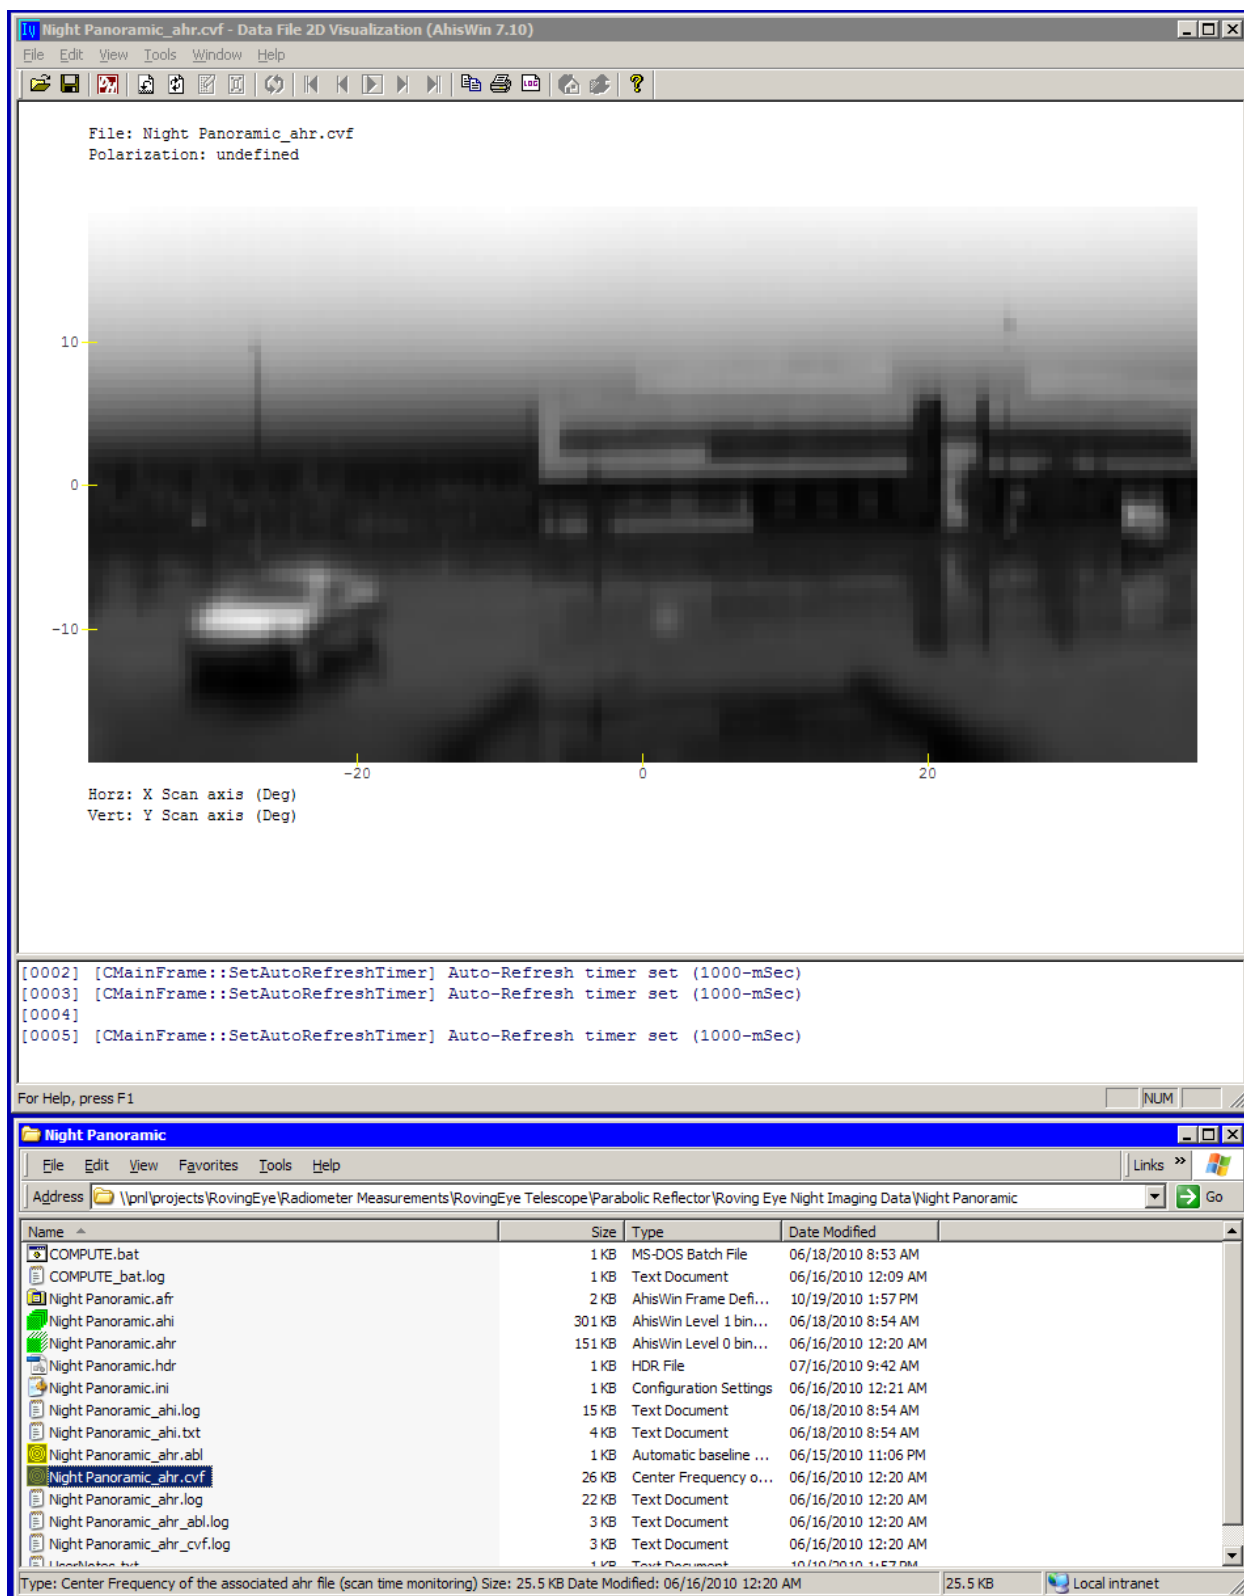 Night Panoramic_ahr.cvf - Data File 2D Visualization (AhisWin 7.10)
File Edit View Tools Window Help
LOG
File: Night Panoramic_ahr.cvf
Polarization: undefined
10
0
-10
-20 0 20
Horz: X Scan axis (Deg)
Vert: Y Scan axis (Deg)
[0002] [CMainFrame::SetAutoRefreshTimer] Auto-Refresh timer set (1000-mSec)
[0003] [CMainFrame::SetAutoRefreshTimer] Auto-Refresh timer set (1000-mSec)
[0004]
[0005] [CMainFrame::SetAutoRefreshTimer] Auto-Refresh timer set (1000-mSec)
For Help, press F1 NUM
Night Panoramic
File Edit View Favorites Tools Help Links »
Address \\pnl\projects\RovingEye\Radiometer Measurements\RovingEye Telescope\Parabolic Reflector\Roving Eye Night Imaging Data\Night Panoramic Go
Name Size Type Date Modified
COMPUTE.bat 1 KB MS-DOS Batch File 06/18/2010 8:53 AM
COMPUTE_bat.log 1 KB Text Document 06/16/2010 12:09 AM
Night Panoramic.afr 2 KB AhisWin Frame Defi... 10/19/2010 1:57 PM
Night Panoramic.ahi 301 KB AhisWin Level 1 bin... 06/18/2010 8:54 AM
Night Panoramic.ahr 151 KB AhisWin Level 0 bin... 06/16/2010 12:20 AM
Night Panoramic.hdr 1 KB HDR File 07/16/2010 9:42 AM
Night Panoramic.ini 1 KB Configuration Settings 06/16/2010 12:21 AM
Night Panoramic_ahi.log 15 KB Text Document 06/18/2010 8:54 AM
Night Panoramic_ahi.txt 4 KB Text Document 06/18/2010 8:54 AM
Night Panoramic_ahr.abl 1 KB Automatic baseline ... 06/15/2010 11:06 PM
Night Panoramic_ahr.cvf 26 KB Center Frequency o... 06/16/2010 12:20 AM
Night Panoramic_ahr.log 22 KB Text Document 06/16/2010 12:20 AM
Night Panoramic_ahr_abl.log 3 KB Text Document 06/16/2010 12:20 AM
Night Panoramic_ahr_cvf.log 3 KB Text Document 06/16/2010 12:20 AM
UserNotes.txt 1 KB Text Document 10/19/2010 1:57 PM
Type: Center Frequency of the associated ahr file (scan time monitoring) Size: 25.5 KB Date Modified: 06/16/2010 12:20 AM 25.5 KB Local intranet